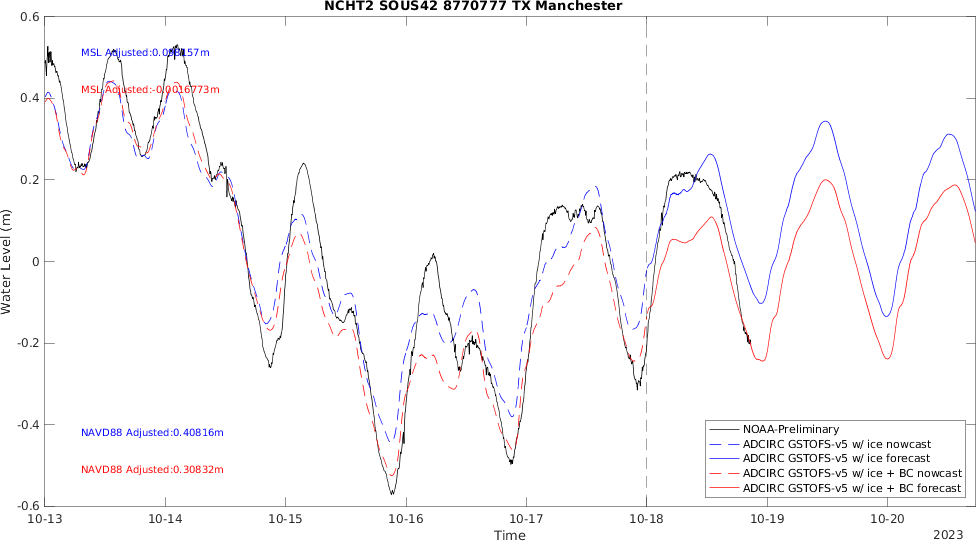 NCHT2 SOUS42 8770777 TX Manchester
0.6
MSL Adjusted:
MSL Adjusted:-0.0016773m
0.4
0.2
0
-0.2
-0.4
-0.6
Water Level (m)
NAVD88 Adjusted:0.40816m
NAVD88 Adjusted:0.30832m
NOAA-Preliminary
ADCIRC GSTOFS-v5 w/ ice nowcast
ADCIRC GSTOFS-v5 w/ ice forecast
ADCIRC GSTOFS-v5 w/ ice + BC nowcast
ADCIRC GSTOFS-v5 w/ ice + BC forecast
10-13 10-14 10-15 10-16 10-17 10-18 10-19 10-20
Time
2023